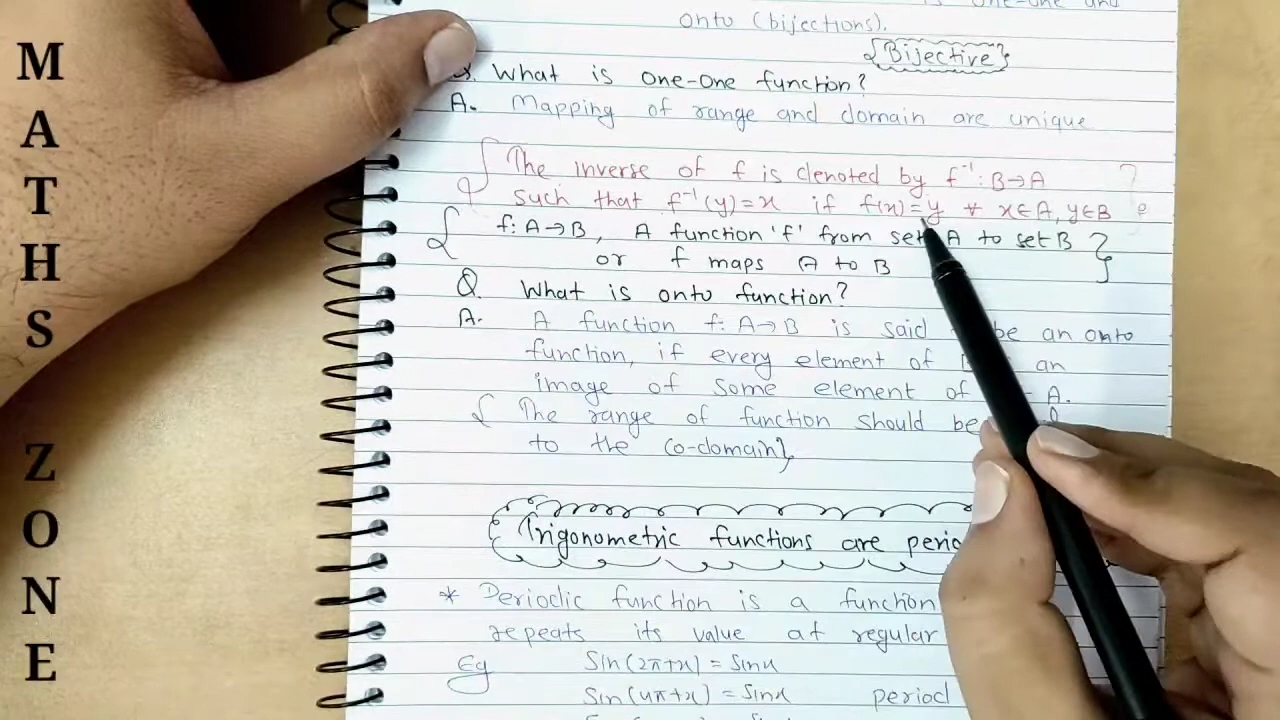 MATHS ZONE
is one-one and
onto (bijections).
{Bijective}
Q. What is one-one function?
A. Mapping of range and domain are unique
{ The inverse of f is denoted by f⁻¹: B→A
such that f⁻¹(y)=x if f(x)=y ∀ x∈A, y∈B }
{ f: A→B, A function 'f' from set A to set B }
or f maps A to B
Q. What is onto function?
A. A function f: A→B is said be an onto
function, if every element of an
image of some element of A.
{ The range of function should be
to the co-domain}
Trigonometric functions are
* Periodic function is a function
repeats its value at regular
Eg Sin(2π+x) = Sinx
Sin(4π+x) = Sinx period